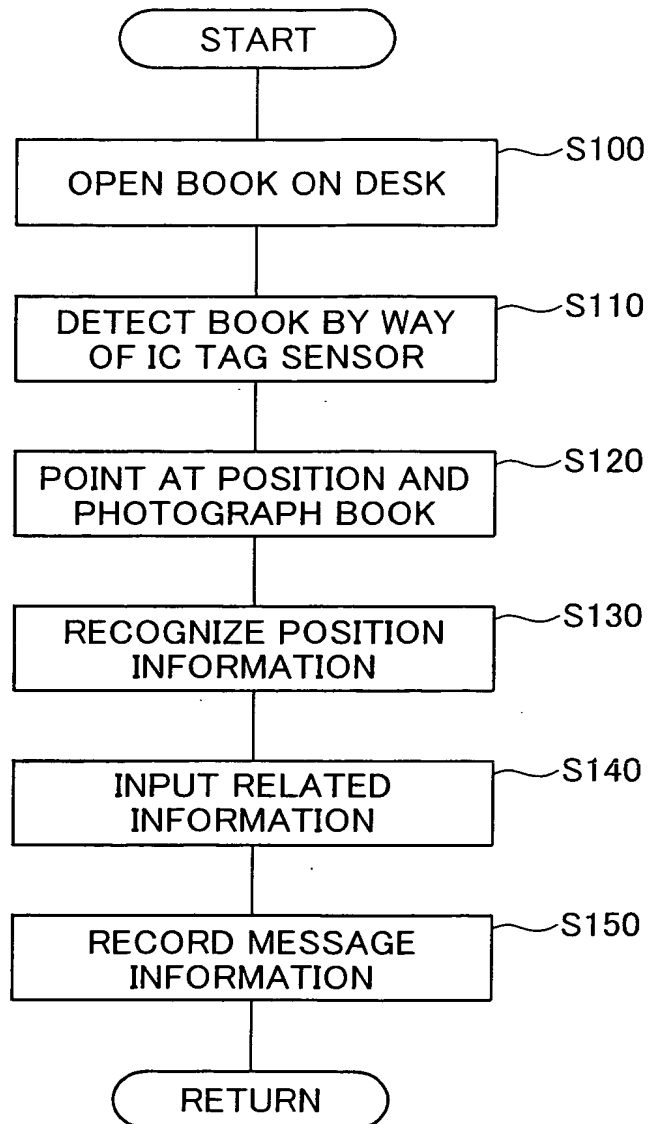 START
OPEN BOOK ON DESK
S100
DETECT BOOK BY WAY
OF IC TAG SENSOR
S110
POINT AT POSITION AND
PHOTOGRAPH BOOK
S120
RECOGNIZE POSITION
INFORMATION
S130
INPUT RELATED
INFORMATION
S140
RECORD MESSAGE
INFORMATION
S150
RETURN